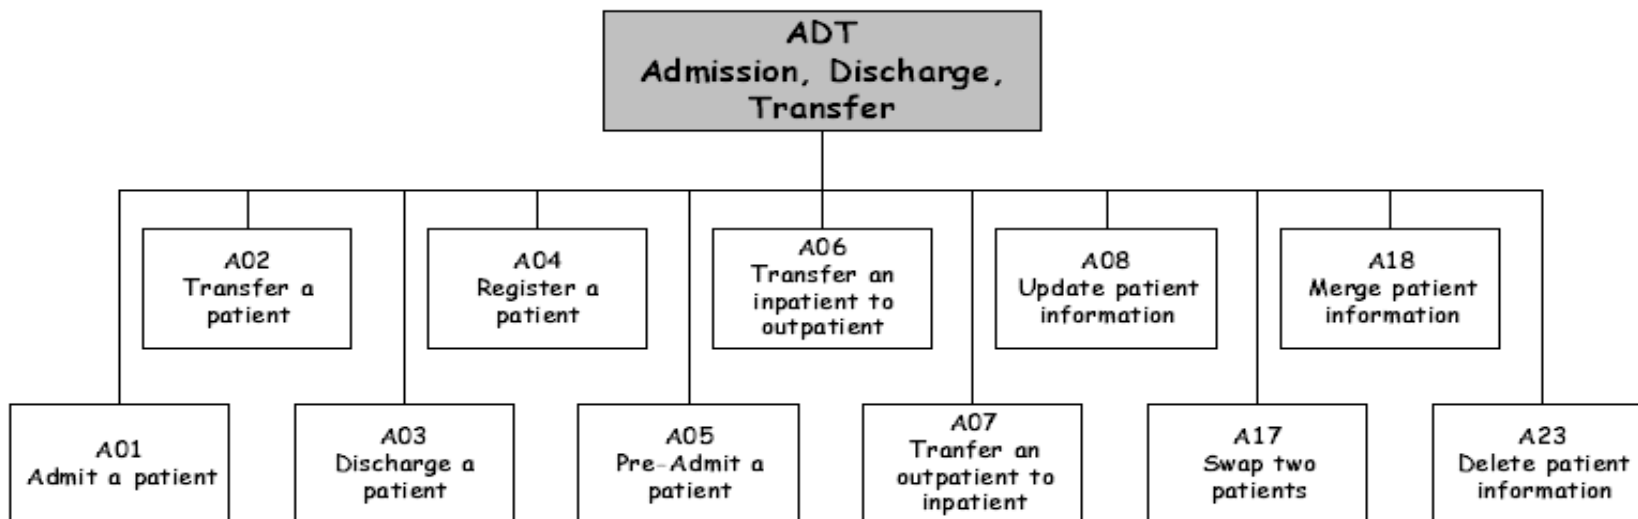 ADT
Admission, Discharge,
Transfer
A02
Transfer a
patient
A04
Register a
patient
A06
Transfer an
inpatient to
outpatient
A08
Update patient
information
A18
Merge patient
information
A01
Admit a patient
A03
Discharge a
patient
A05
Pre-Admit a
patient
A07
Tranfer an
outpatient to
inpatient
A17
Swap two
patients
A23
Delete patient
information